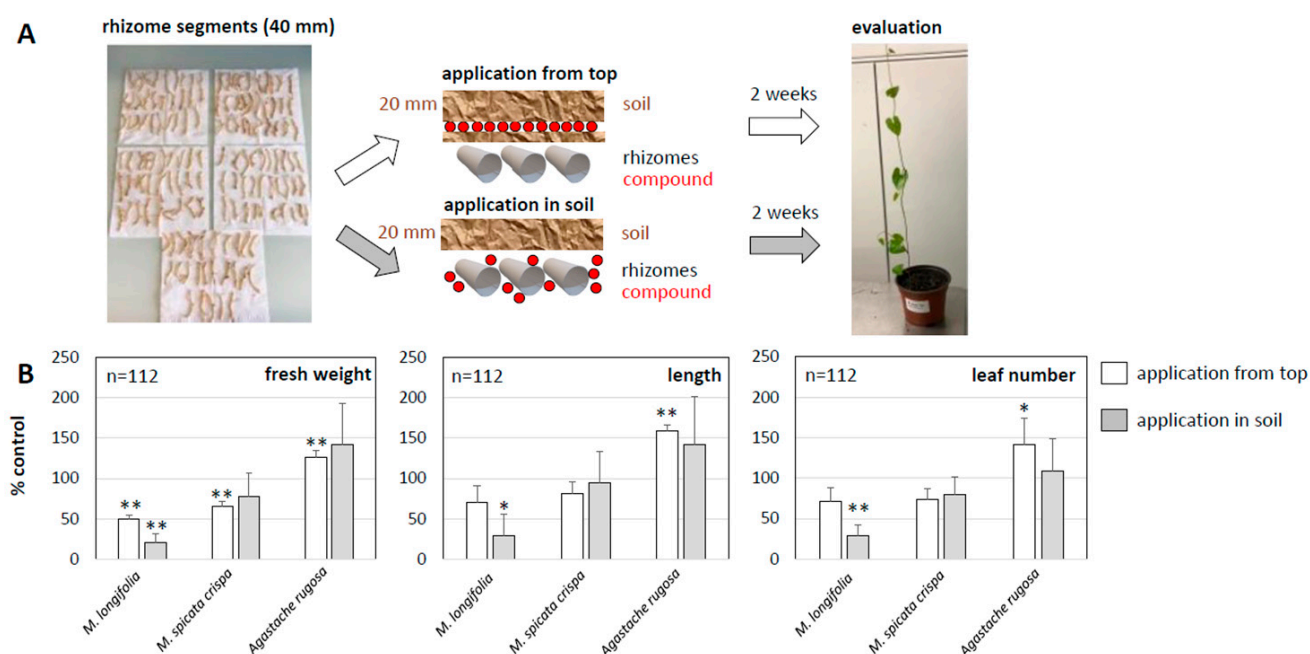 A
rhizome segments (40 mm)
evaluation
application from top
20 mm
soil
2 weeks
rhizomes
compound
application in soil
20 mm
soil
2 weeks
rhizomes
compound
B
% control
250
200
150
100
50
0
n=112
fresh weight
**
**
**
**
M. longifolia
M. spicata crispa
Agastache rugosa
250
200
150
100
50
0
n=112
length
*
**
M. longifolia
M. spicata crispa
Agastache rugosa
250
200
150
100
50
0
n=112
leaf number
**
*
M. longifolia
M. spicata crispa
Agastache rugosa
application from top
application in soil